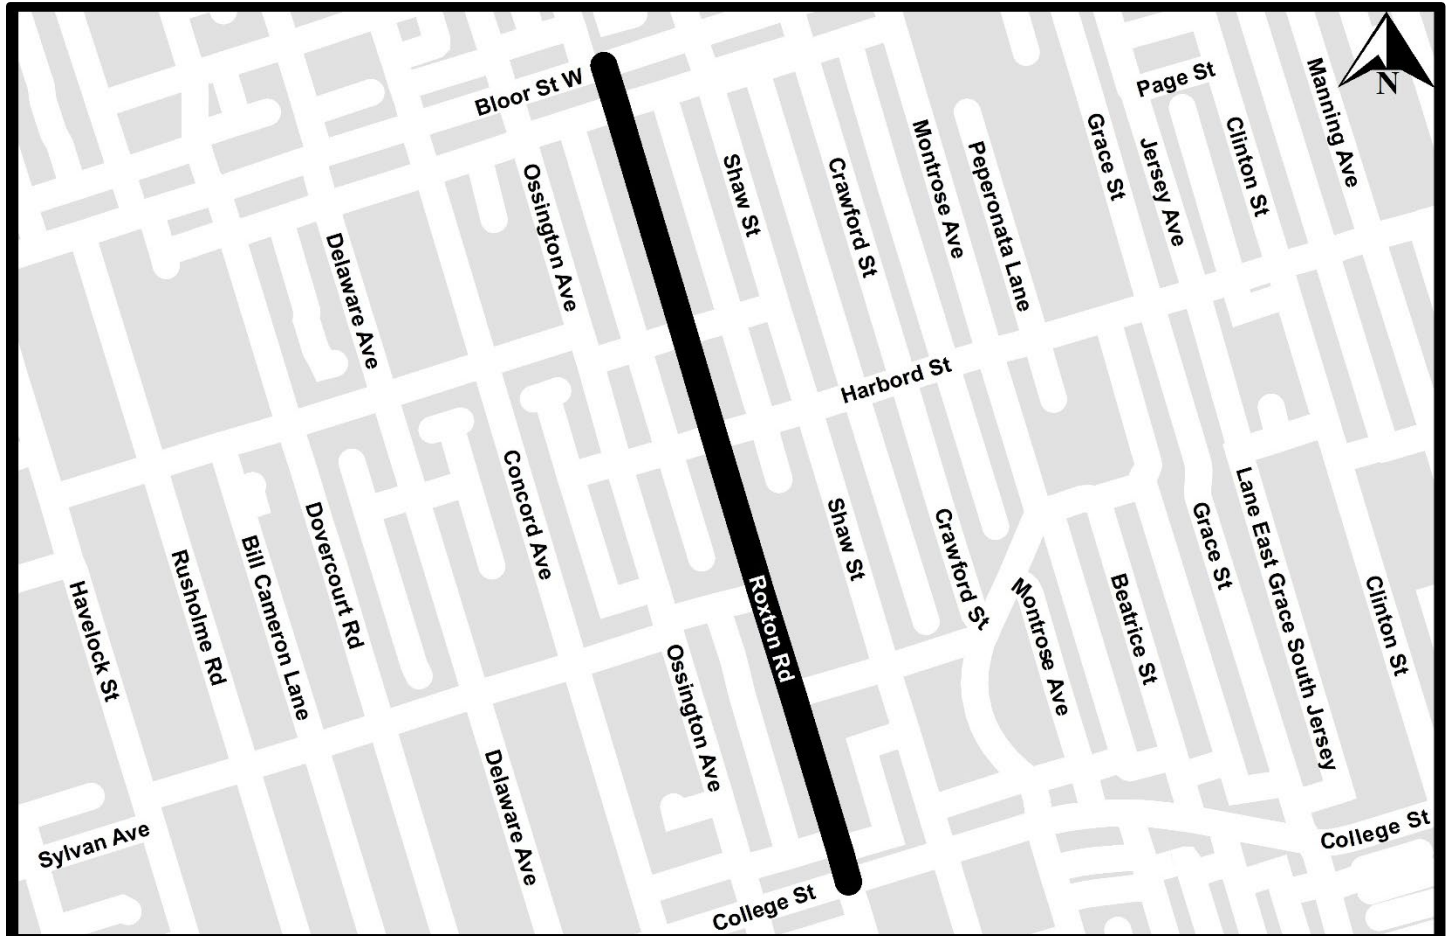 Bloor St W
Page St
Manning Ave
N
Grace St
Jersey Ave
Clinton St
Montrose Ave
Peperonata Lane
Shaw St
Crawford St
Ossington Ave
Delaware Ave
Harbord St
Concord Ave
Dovercourt Rd
Shaw St
Crawford St
Grace St
Lane East Grace South Jersey
Rusholme Rd
Bill Cameron Lane
Havelock St
Roxton Rd
Montrose Ave
Beatrice St
Clinton St
Ossington Ave
Delaware Ave
Sylvan Ave
College St
College St